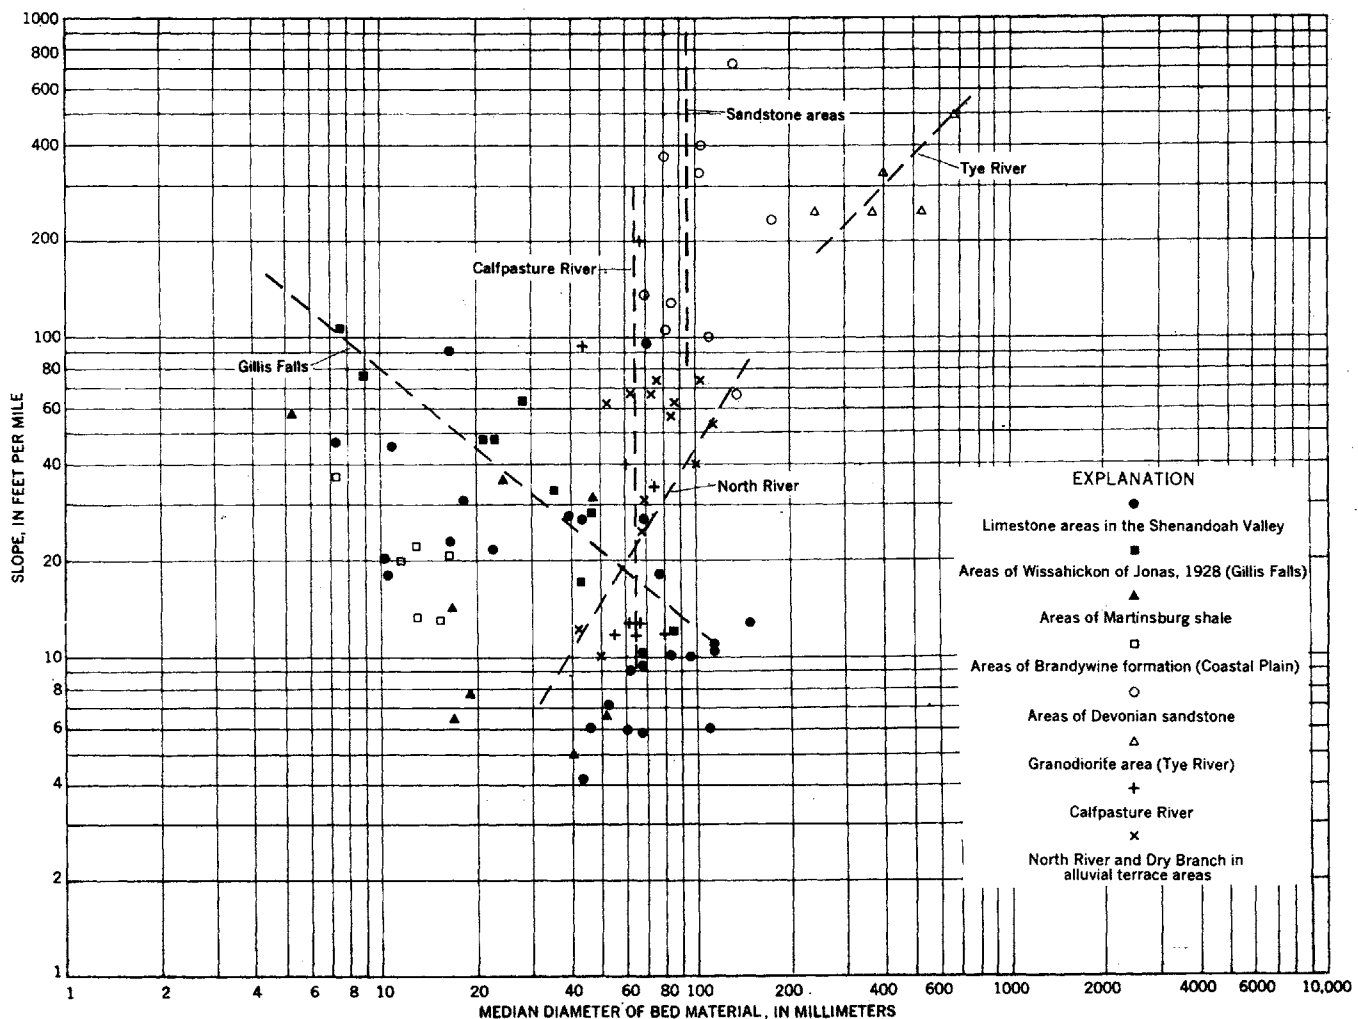 1000
800
600
400
200
100
80
60
40
20
10
8
6
4
2
1
SLOPE, IN FEET PER MILE
Sandstone areas
Tye River
Calfpasture River
Gillis Falls
North River
EXPLANATION
Limestone areas in the Shenandoah Valley
Areas of Wissahickon of Jonas, 1928 (Gillis Falls)
Areas of Martinsburg shale
Areas of Brandywine formation (Coastal Plain)
Areas of Devonian sandstone
Granodiorite area (Tye River)
Calfpasture River
North River and Dry Branch in
alluvial terrace areas
1 2 4 6 8 10 20 40 60 80 100 200 400 600 1000 2000 4000 6000 10,000
MEDIAN DIAMETER OF BED MATERIAL, IN MILLIMETERS